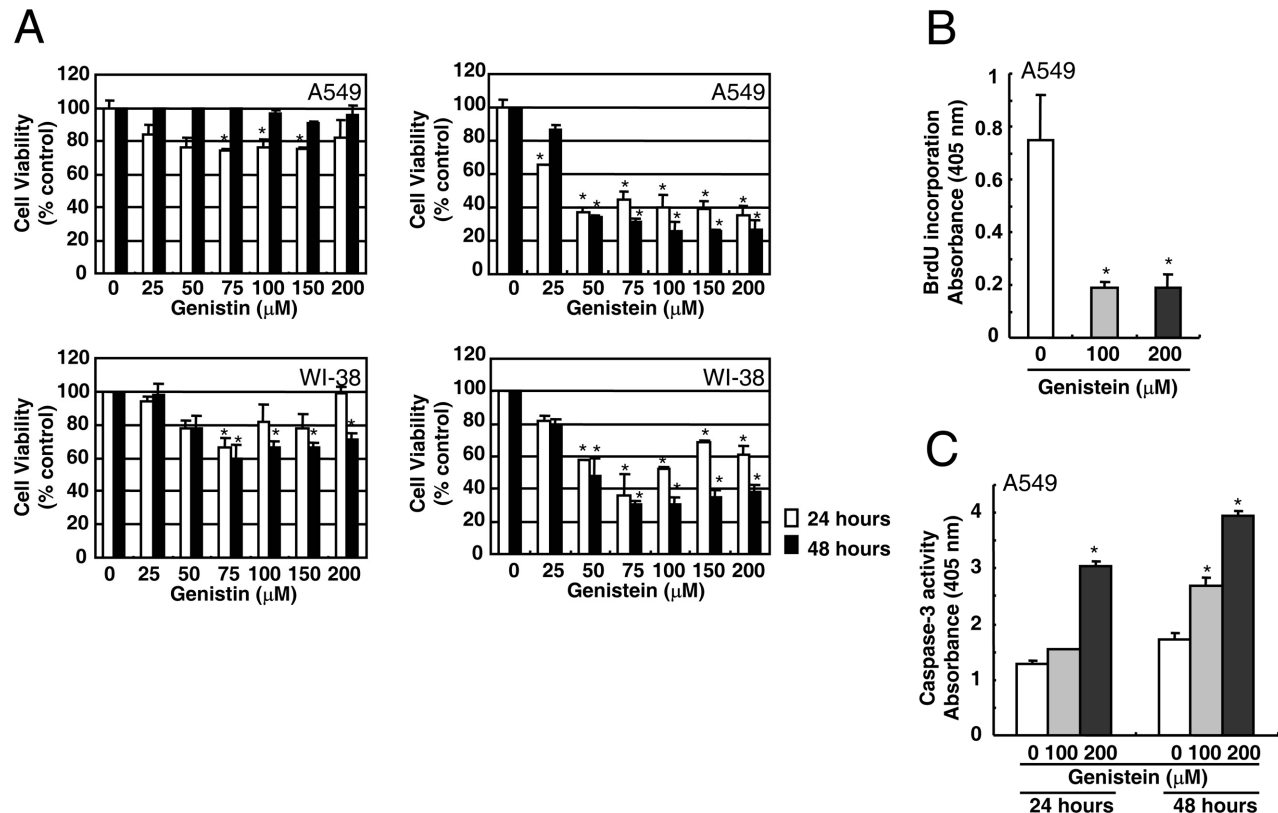 A
120
100
80
60
40
20
0
Cell Viability
(% control)
A549
* * *
0 25 50 75 100 150 200
Genistin (µM)
120
100
80
60
40
20
0
Cell Viability
(% control)
A549
* * * * * * * * * * *
0 25 50 75 100 150 200
Genistein (µM)
120
100
80
60
40
20
0
Cell Viability
(% control)
WI-38
* * * * *
0 25 50 75 100 150 200
Genistin (µM)
120
100
80
60
40
20
0
Cell Viability
(% control)
WI-38
* * * * * * * * * *
0 25 50 75 100 150 200
Genistein (µM)
24 hours
48 hours
B
A549
1
0.8
0.6
0.4
0.2
0
BrdU incorporation
Absorbance (405 nm)
* *
0 100 200
Genistein (µM)
C
A549
4
3
2
1
0
Caspase-3 activity
Absorbance (405 nm)
* * *
0 100 200 0 100 200
Genistein (µM)
24 hours 48 hours